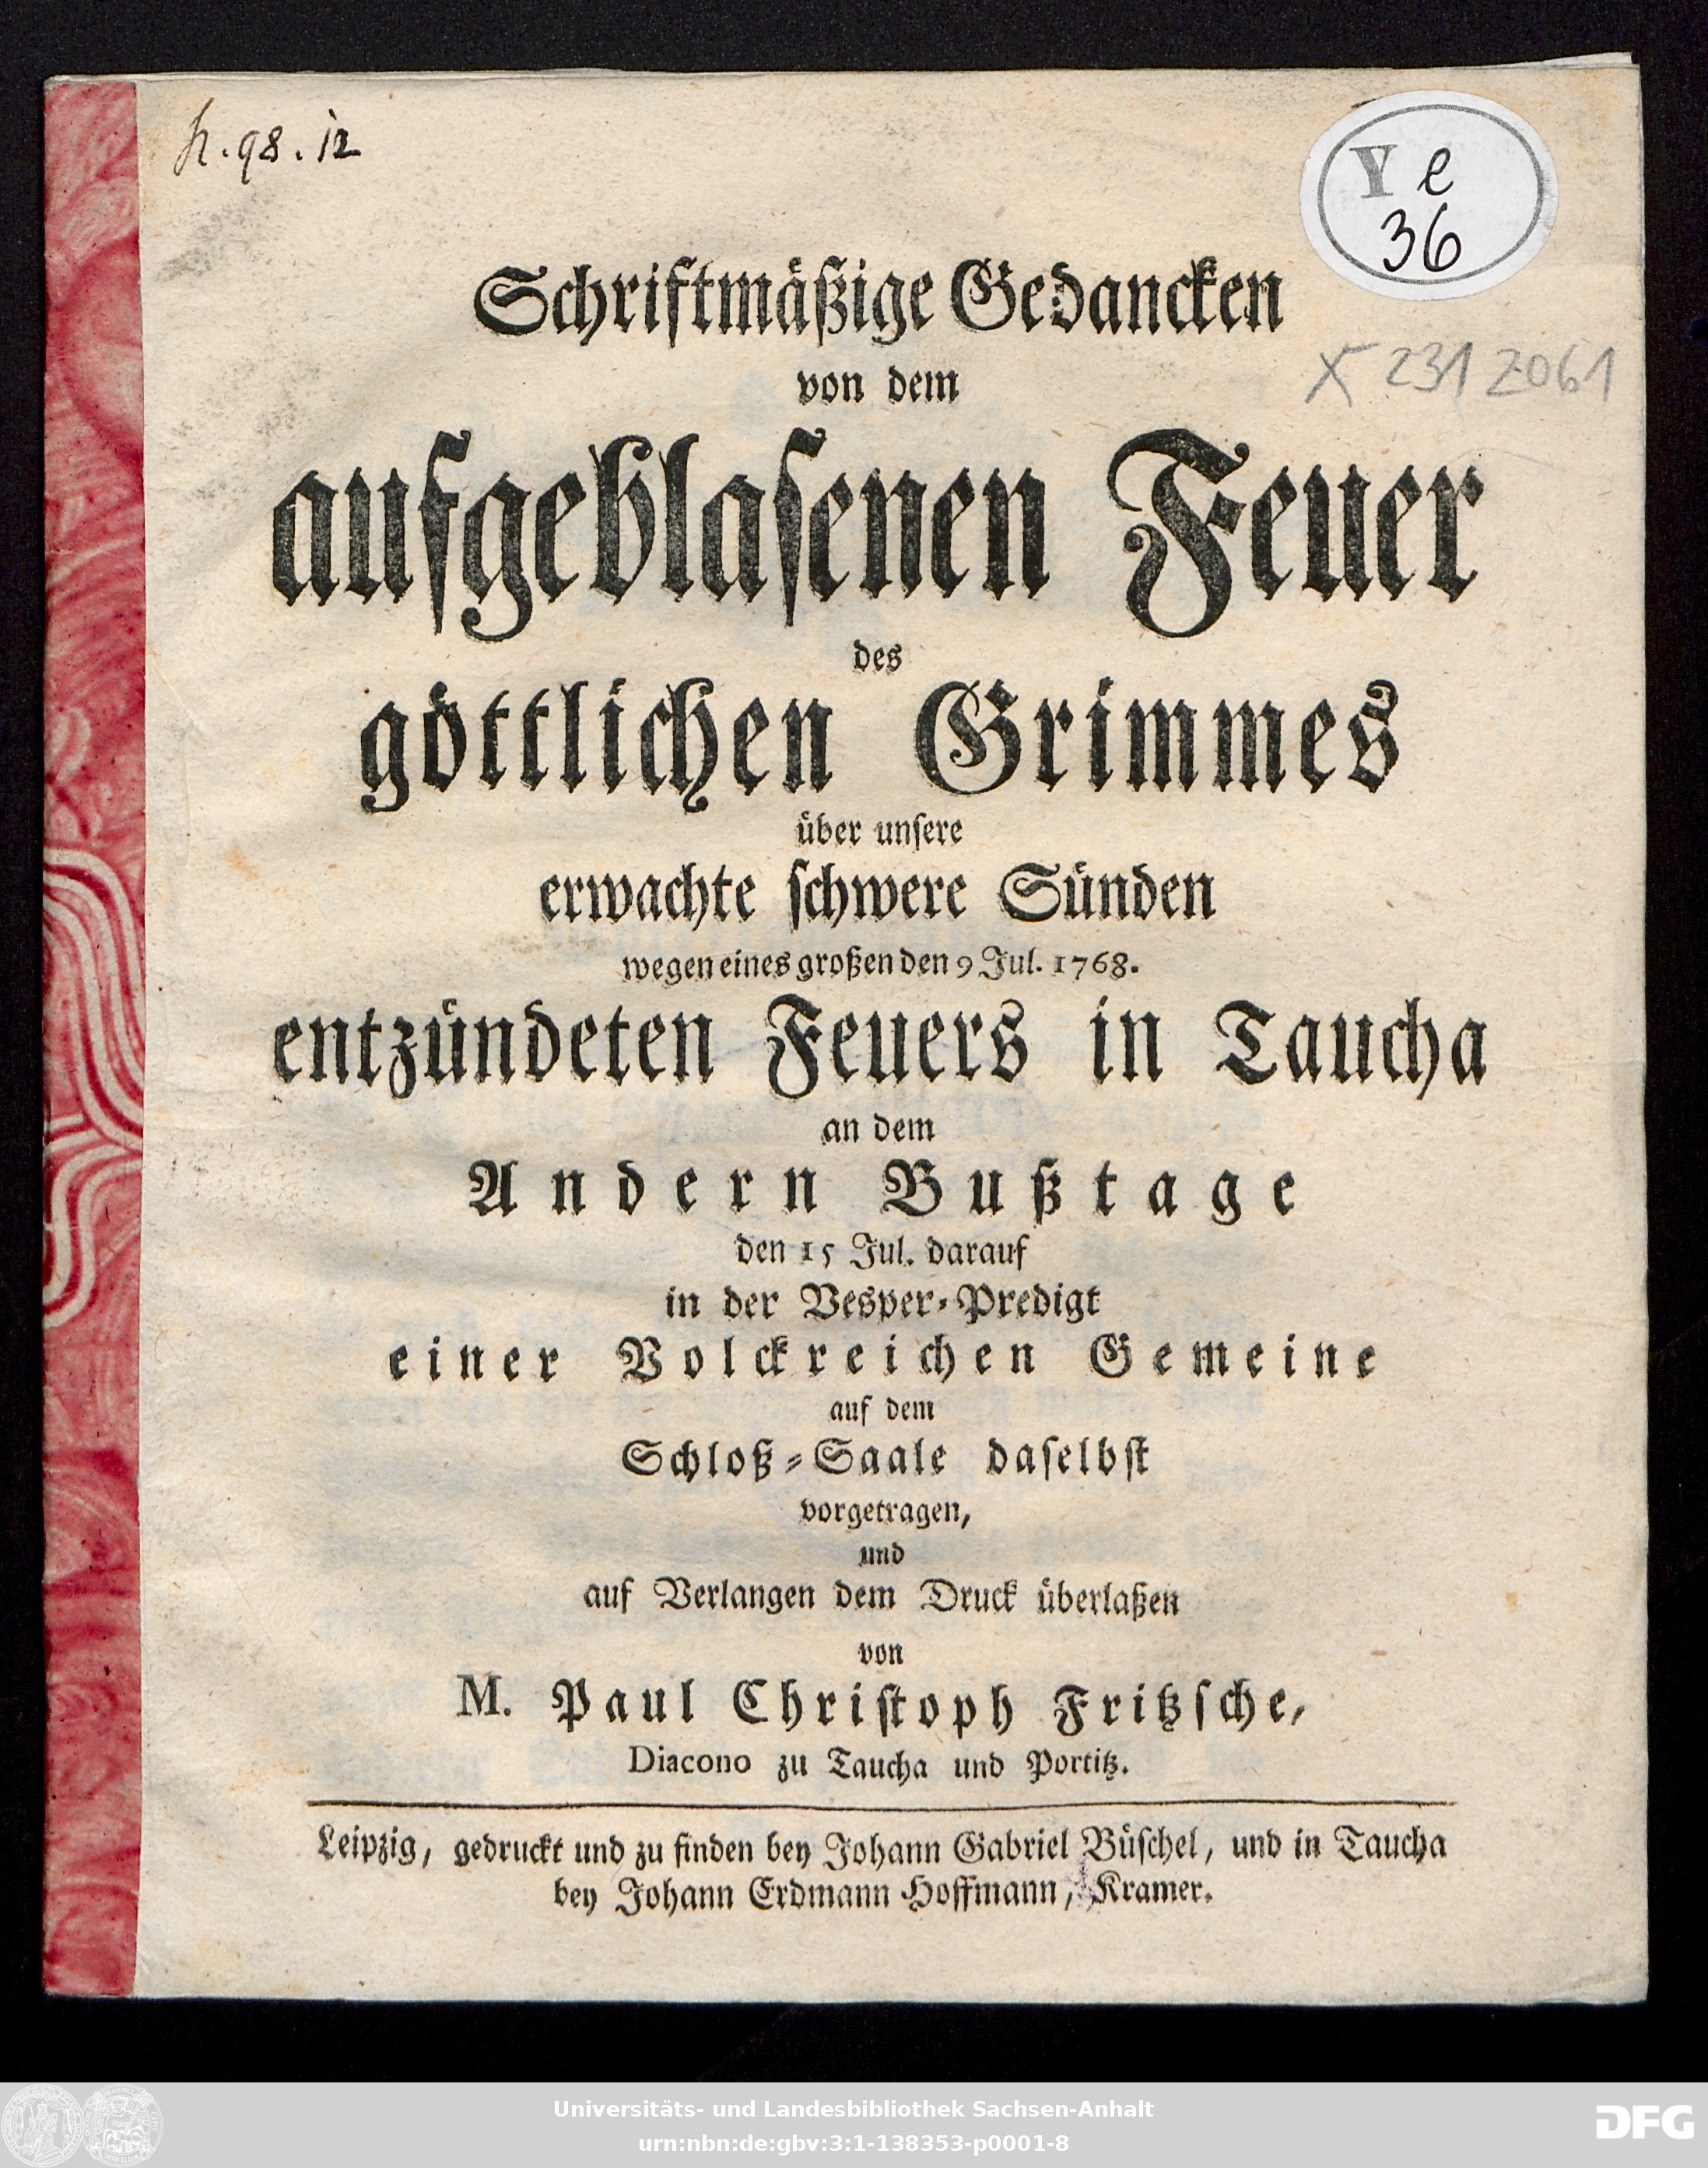 h. 98. 12
Y e
36
Schriftmäßige Gedancken
X 231 2061
von dem
aufgeblasenen Feuer
des
göttlichen Grimmes
über unsere
erwachte schwere Sünden
wegen eines großen den 9 Jul. 1768.
entzündeten Feuers in Taucha
an dem
Andern Bußtage
den 15 Jul. darauf
in der Vesper-Predigt
einer Volckreichen Gemeine
auf dem
Schloß-Saale daselbst
vorgetragen,
und
auf Verlangen dem Druck überlaßen
von
M. Paul Christoph Fritzsche,
Diacono zu Taucha und Portitz.
Leipzig, gedruckt und zu finden bey Johann Gabriel Büschel, und in Taucha
bey Johann Erdmann Hoffmann, Kramer.
Universitäts- und Landesbibliothek Sachsen-Anhalt
urn:nbn:de:gbv:3:1-138353-p0001-8
DFG